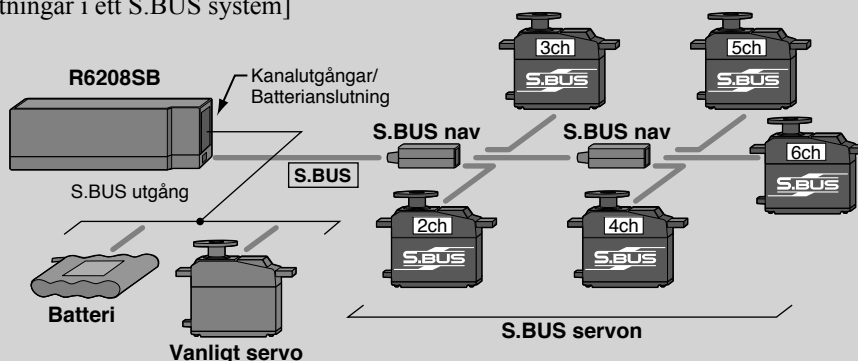 tningar i ett S.BUS system]
R6208SB
Kanalutgångar/
Batterianslutning
3ch
S.BUS
5ch
S.BUS
S.BUS nav
S.BUS nav
6ch
S.BUS
S.BUS
S.BUS utgång
2ch
S.BUS
4ch
S.BUS
Batteri
Vanligt servo
S.BUS servon